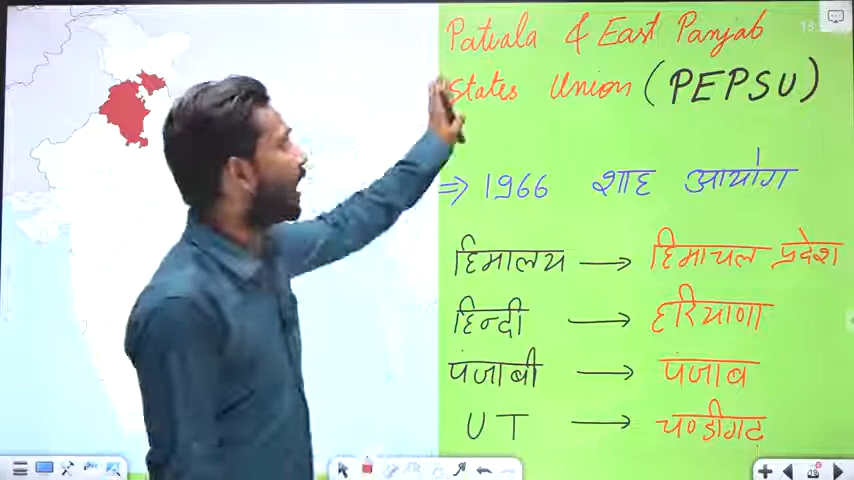 Patiala & East Panjab
States Union (PEPSU)
⇒ 1966 शाह आयोग
हिमालय → हिमाचल प्रदेश
हिन्दी → हरियाणा
पंजाबी → पंजाब
UT → चण्डीगढ